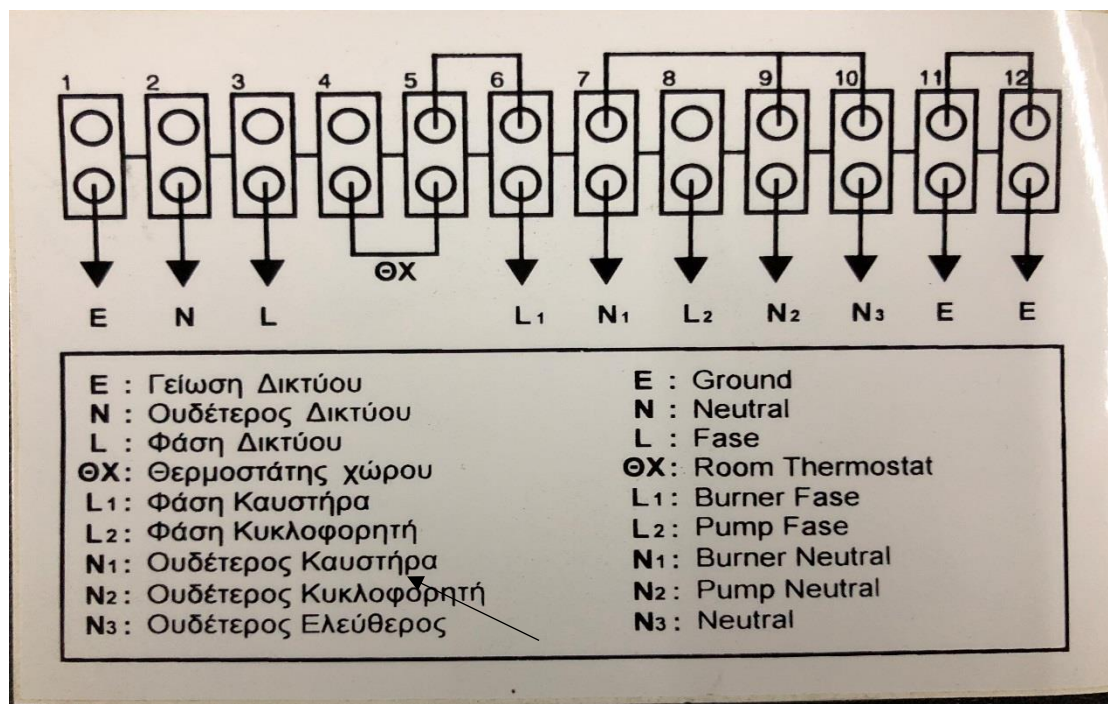 1 2 3 4 5 6 7 8 9 10 11 12
ΘΧ
E N L L1 N1 L2 N2 N3 E E
E : Γείωση Δικτύου
N : Ουδέτερος Δικτύου
L : Φάση Δικτύου
ΘΧ: Θερμοστάτης χώρου
L1: Φάση Καυστήρα
L2: Φάση Κυκλοφορητή
N1: Ουδέτερος Καυστήρα
N2: Ουδέτερος Κυκλοφορητή
N3: Ουδέτερος Ελεύθερος
E : Ground
N : Neutral
L : Fase
ΘΧ: Room Thermostat
L1: Burner Fase
L2: Pump Fase
N1: Burner Neutral
N2: Pump Neutral
N3: Neutral